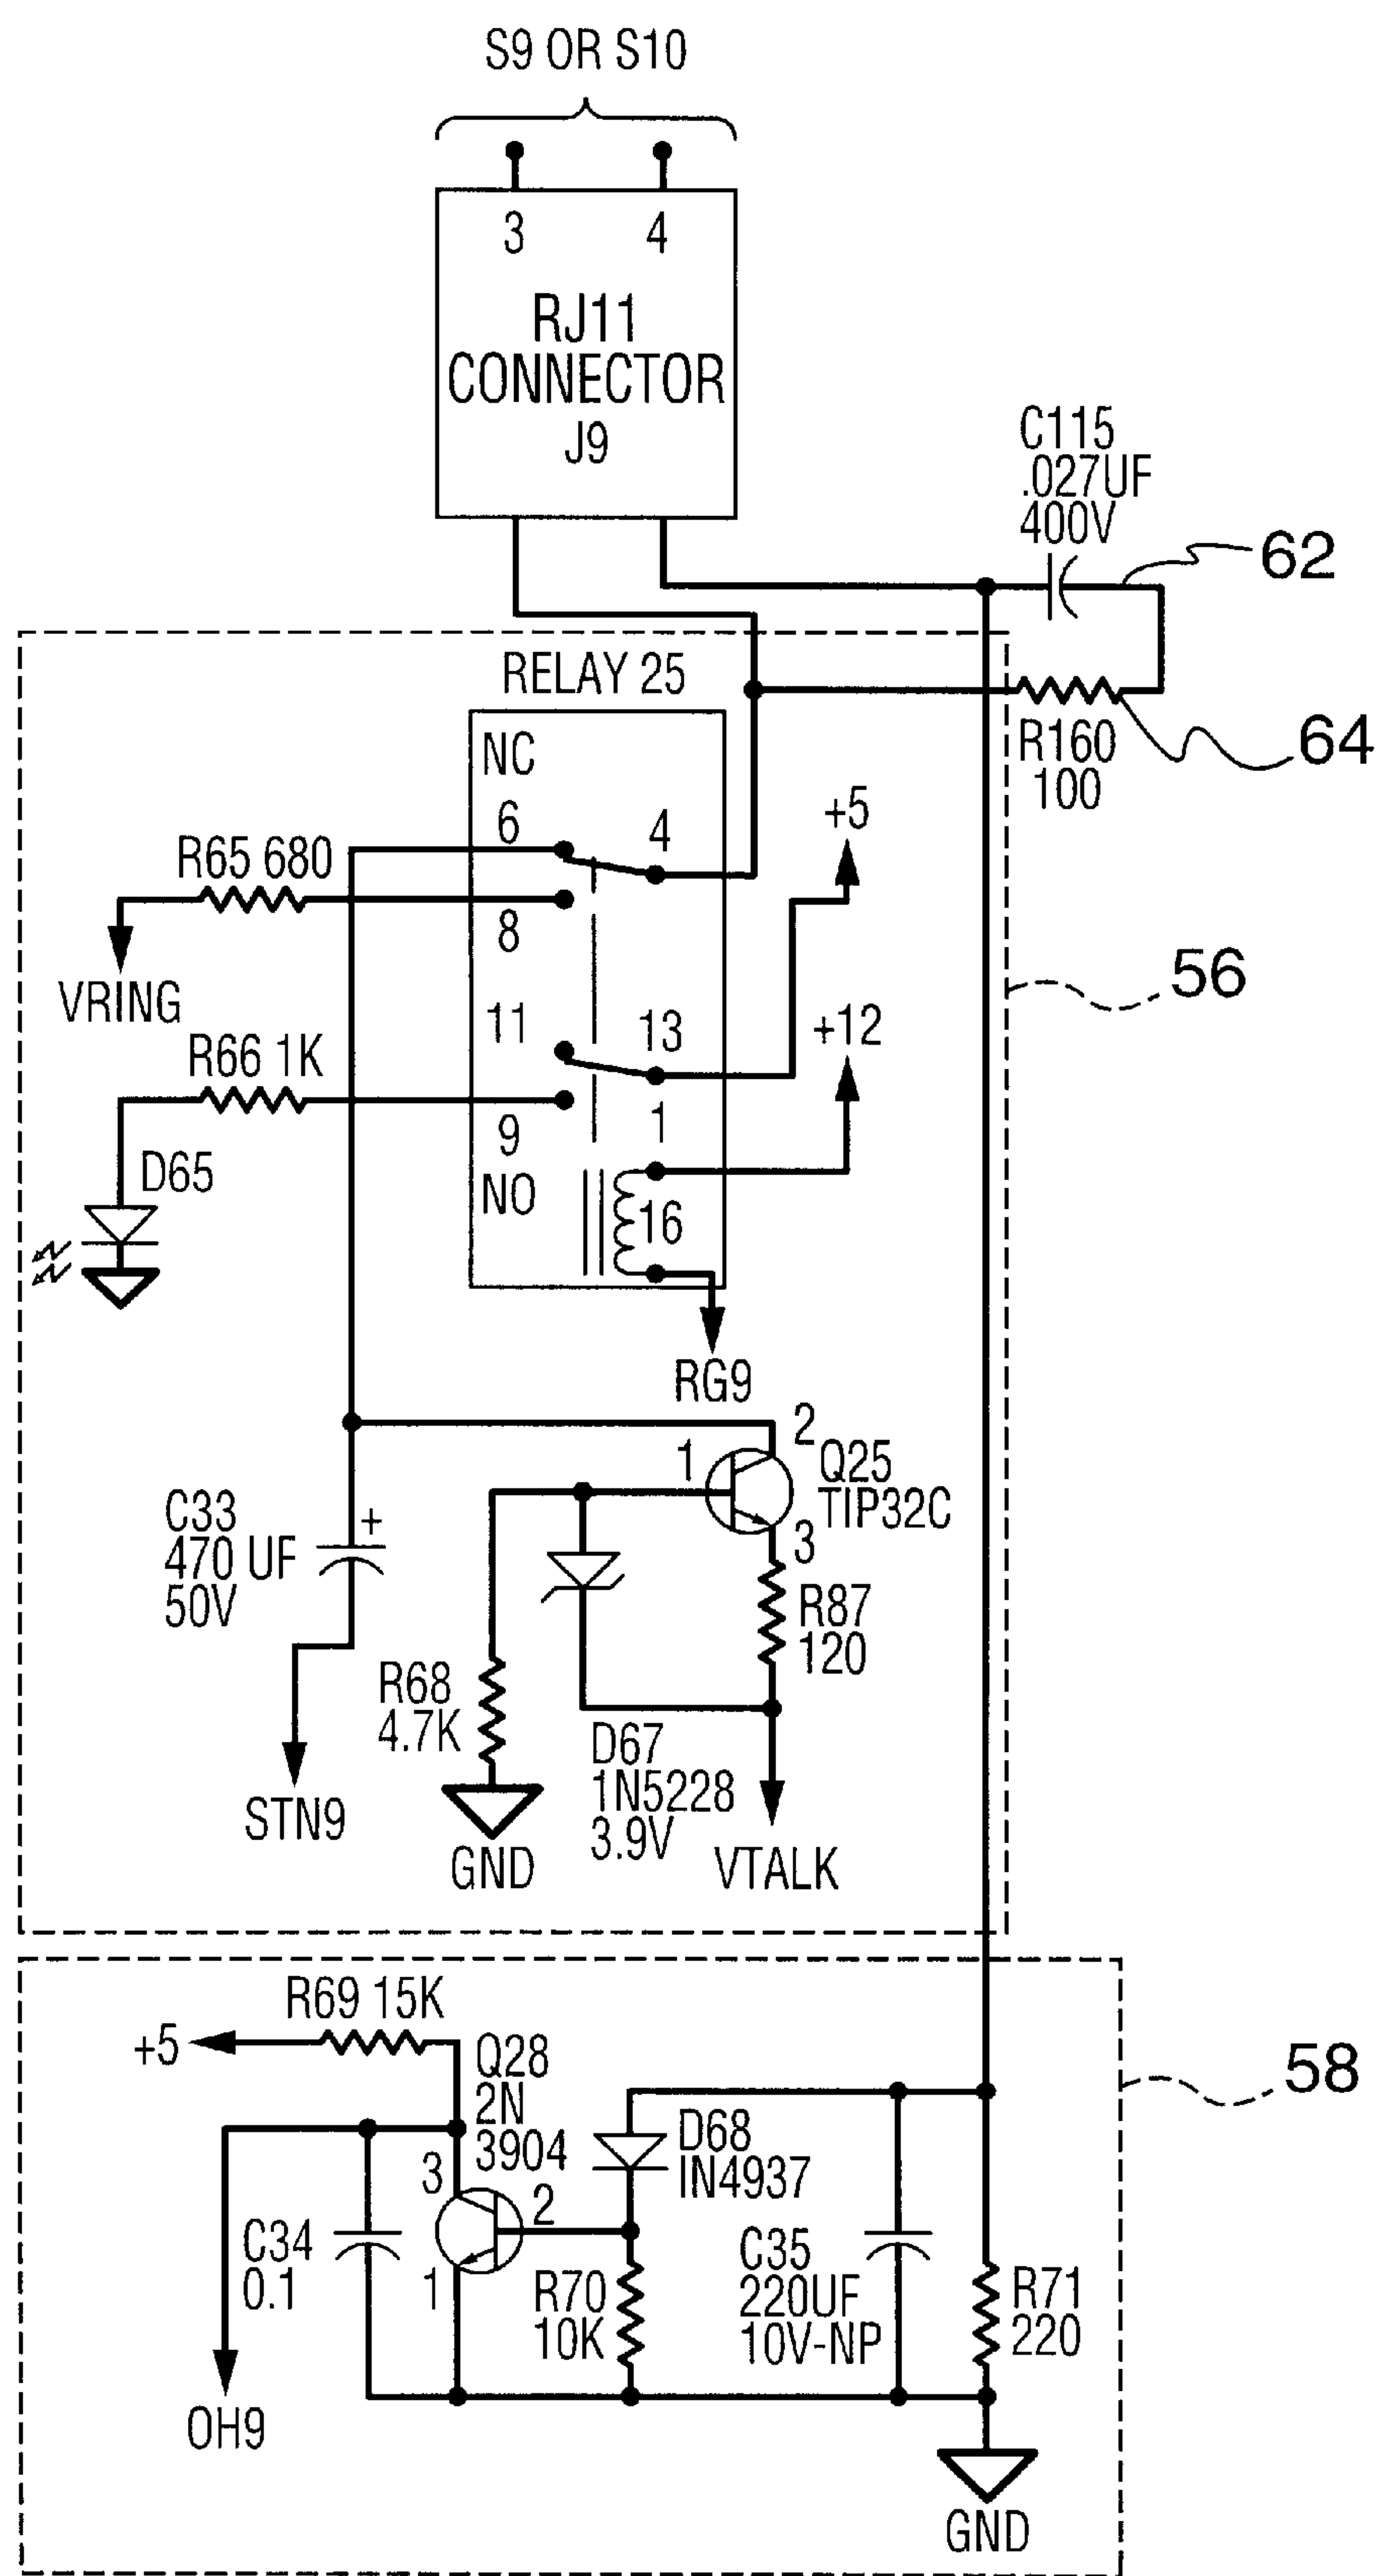 S9 OR S10
3 4
RJ11
CONNECTOR
J9
C115
.027UF
400V
62
RELAY 25
64
R160
100
NC
6 4
+5
R65 680
8
VRING
56
11 13
+12
R66 1K
9 1
D65
NO
16
RG9
2
1
Q25
TIP32C
C33
470 UF
50V
+
3
R87
120
R68
4.7K
D67
1N5228
3.9V
STN9
GND
VTALK
R69 15K
+5
Q28
2N
3904
58
D68
IN4937
3
2
C34
0.1
1
R70
10K
C35
220UF
10V-NP
R71
220
OH9
GND